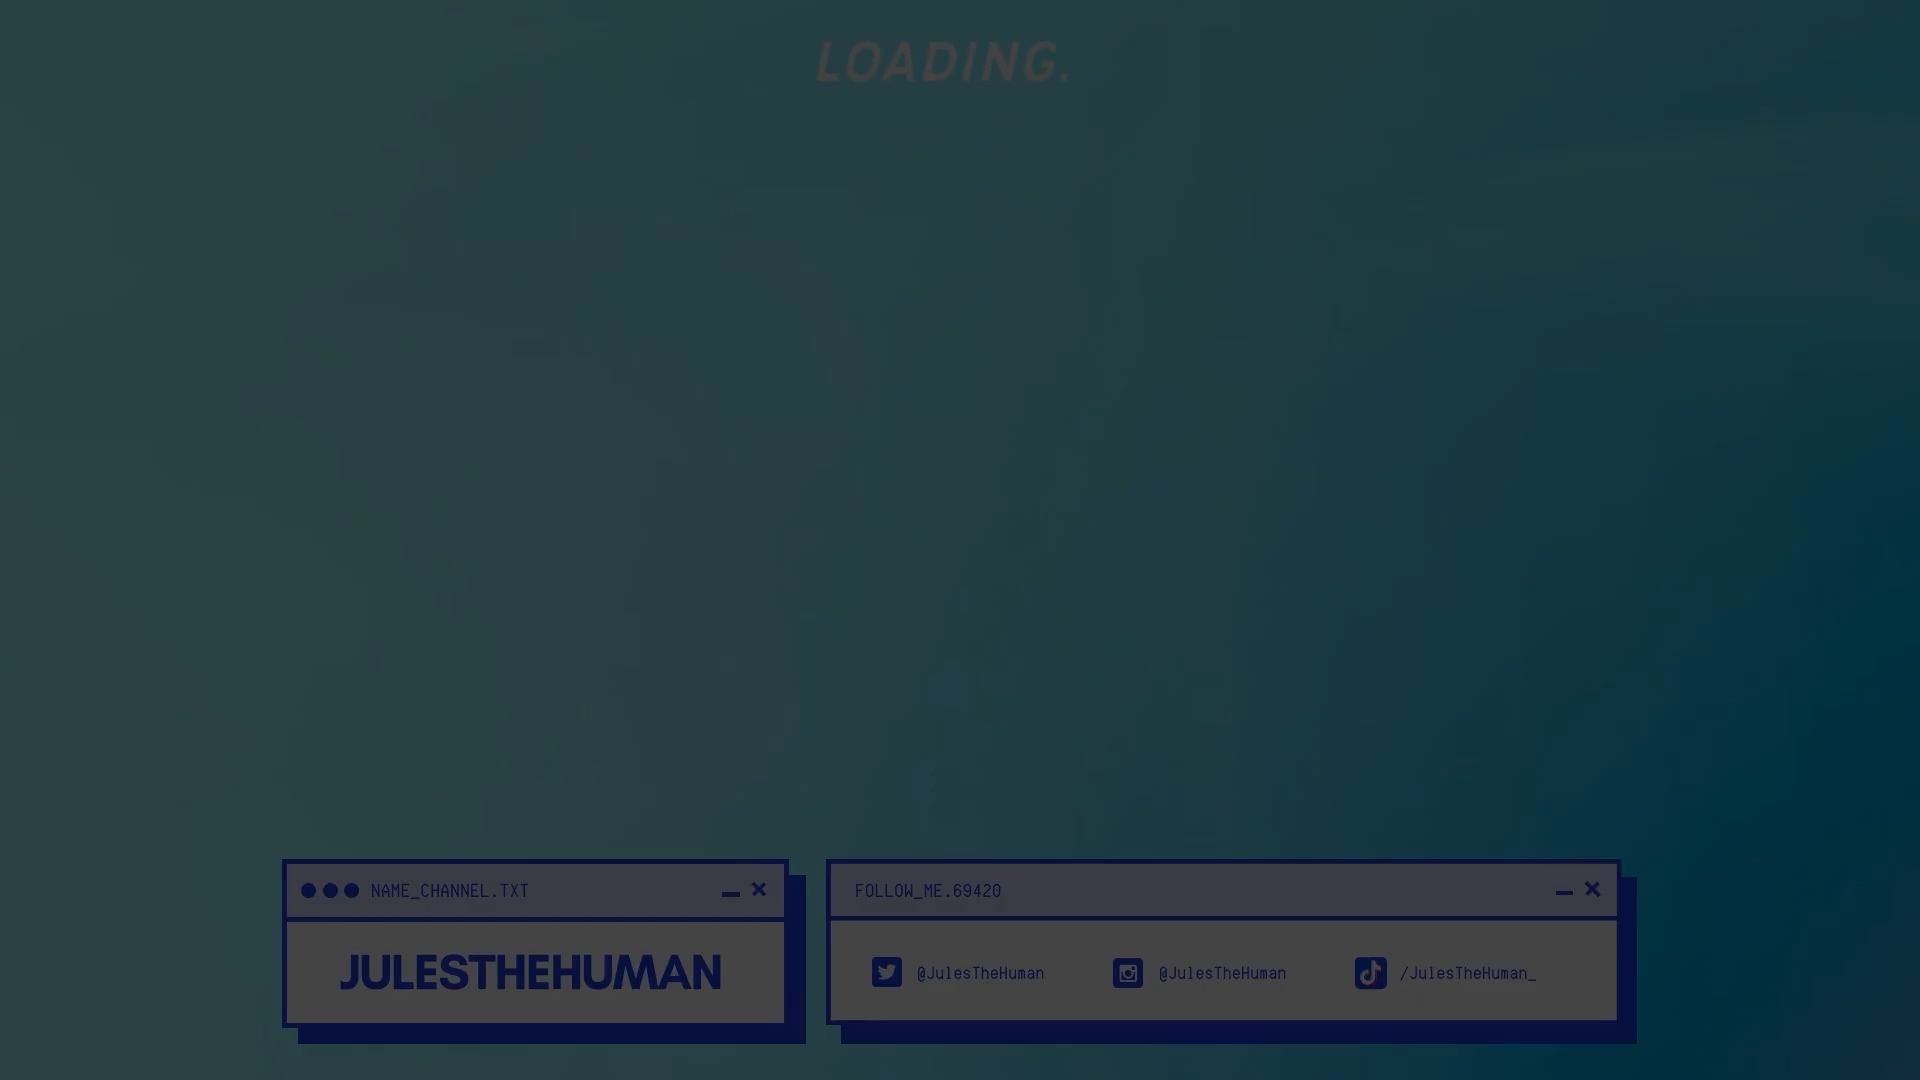 LOADING.
NAME_CHANNEL.TXT
JULESTHEHUMAN
FOLLOW_ME.69420
@JulesTheHuman
@JulesTheHuman
/JulesTheHuman_